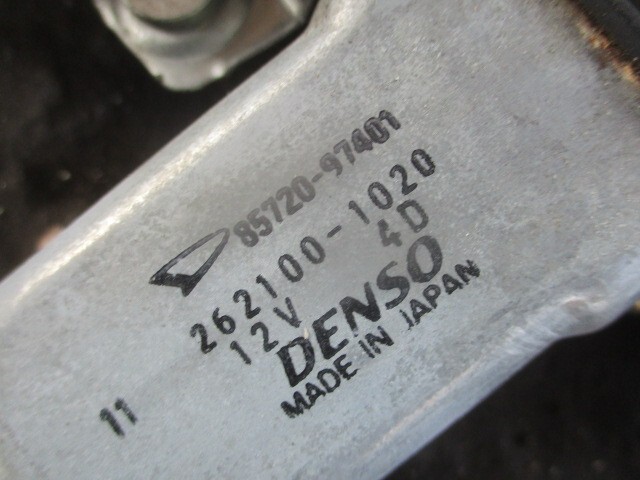 85720-97401
262100-1020
12V 4D
DENSO
MADE IN JAPAN
11